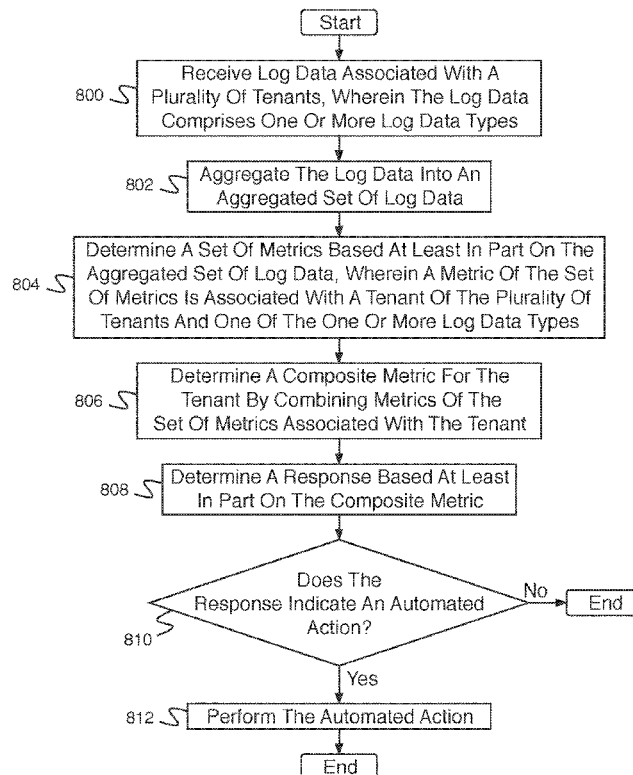 Start
800
Receive Log Data Associated With A
Plurality Of Tenants, Wherein The Log Data
Comprises One Or More Log Data Types
802
Aggregate The Log Data Into An
Aggregated Set Of Log Data
804
Determine A Set Of Metrics Based At Least In Part On The
Aggregated Set Of Log Data, Wherein A Metric Of The Set
Of Metrics Is Associated With A Tenant Of The Plurality Of
Tenants And One Of The One Or More Log Data Types
806
Determine A Composite Metric For The
Tenant By Combining Metrics Of The
Set Of Metrics Associated With The Tenant
808
Determine A Response Based At Least
In Part On The Composite Metric
810
Does The
Response Indicate An Automated
Action?
No
End
Yes
812
Perform The Automated Action
End